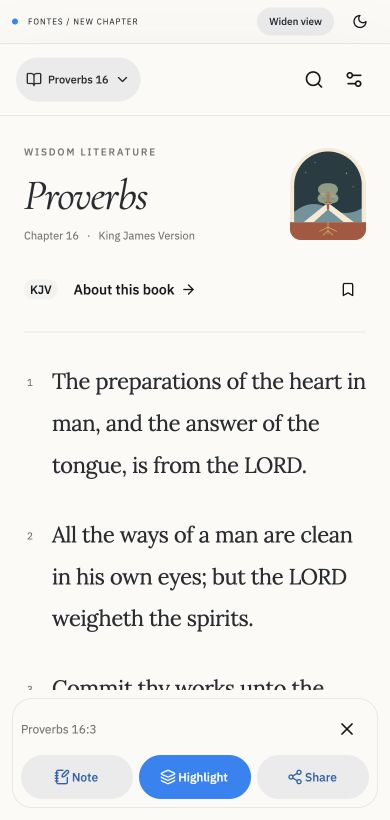 FONTES / NEW CHAPTER
Widen view
Proverbs 16
WISDOM LITERATURE
Proverbs
Chapter 16 · King James Version
KJV
About this book →
1 The preparations of the heart in
man, and the answer of the
tongue, is from the LORD.
2 All the ways of a man are clean
in his own eyes; but the LORD
weigheth the spirits.
3 Commit thy works unto the
Proverbs 16:3
Note
Highlight
Share